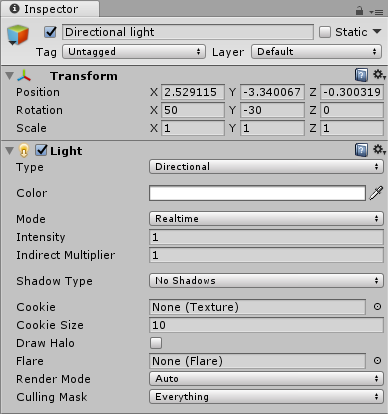 Inspector
Directional light Static
Tag Untagged Layer Default
Transform
Position X 2.529115 Y -3.340067 Z -0.300319
Rotation X 50 Y -30 Z 0
Scale X 1 Y 1 Z 1
Light
Type Directional
Color
Mode Realtime
Intensity 1
Indirect Multiplier 1
Shadow Type No Shadows
Cookie None (Texture)
Cookie Size 10
Draw Halo
Flare None (Flare)
Render Mode Auto
Culling Mask Everything